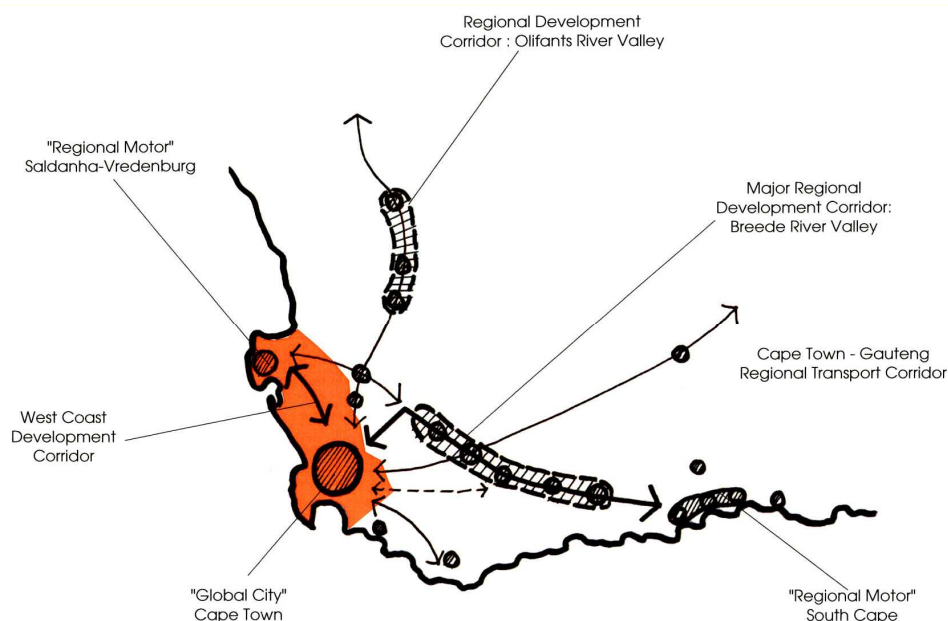 Regional Development
Corridor : Olifants River Valley
"Regional Motor"
Saldanha-Vredenburg
Major Regional
Development Corridor:
Breede River Valley
Cape Town - Gauteng
Regional Transport Corridor
West Coast
Development
Corridor
"Global City"
Cape Town
"Regional Motor"
South Cape